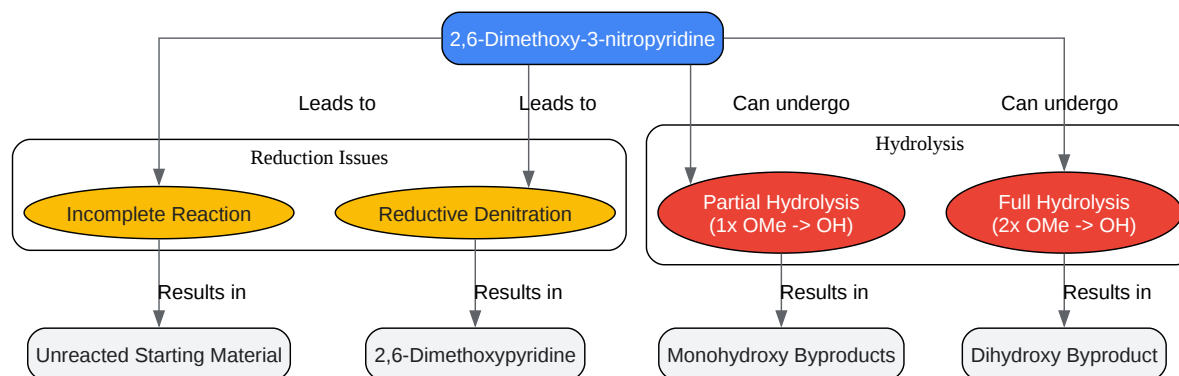 2,6-Dimethoxy-3-nitropyridine
Leads to
Leads to
Can undergo
Can undergo
Reduction Issues
Hydrolysis
Incomplete Reaction
Reductive Denitration
Partial Hydrolysis
(1x OMe -> OH)
Full Hydrolysis
(2x OMe -> OH)
Results in
Results in
Results in
Results in
Unreacted Starting Material
2,6-Dimethoxypyridine
Monohydroxy Byproducts
Dihydroxy Byproduct